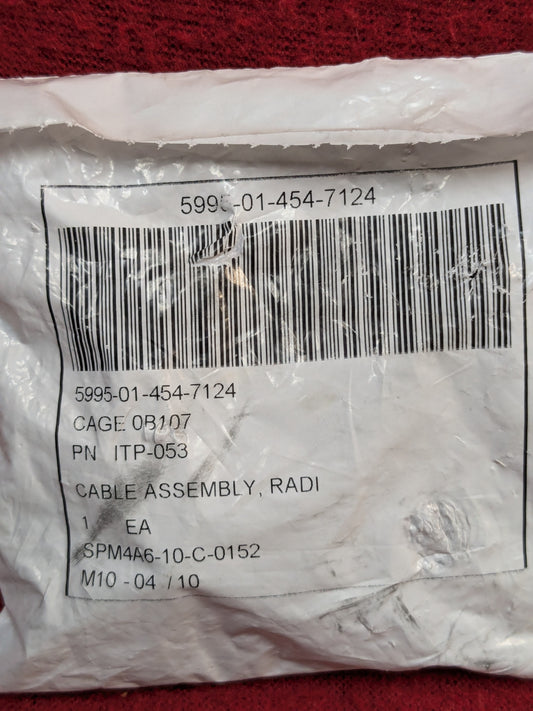 5995-01-454-7124
5995-01-454-7124
CAGE 0B107
PN ITP-053
CABLE ASSEMBLY, RADI
1 EA
SPM4A6-10-C-0152
M10 - 04 / 10